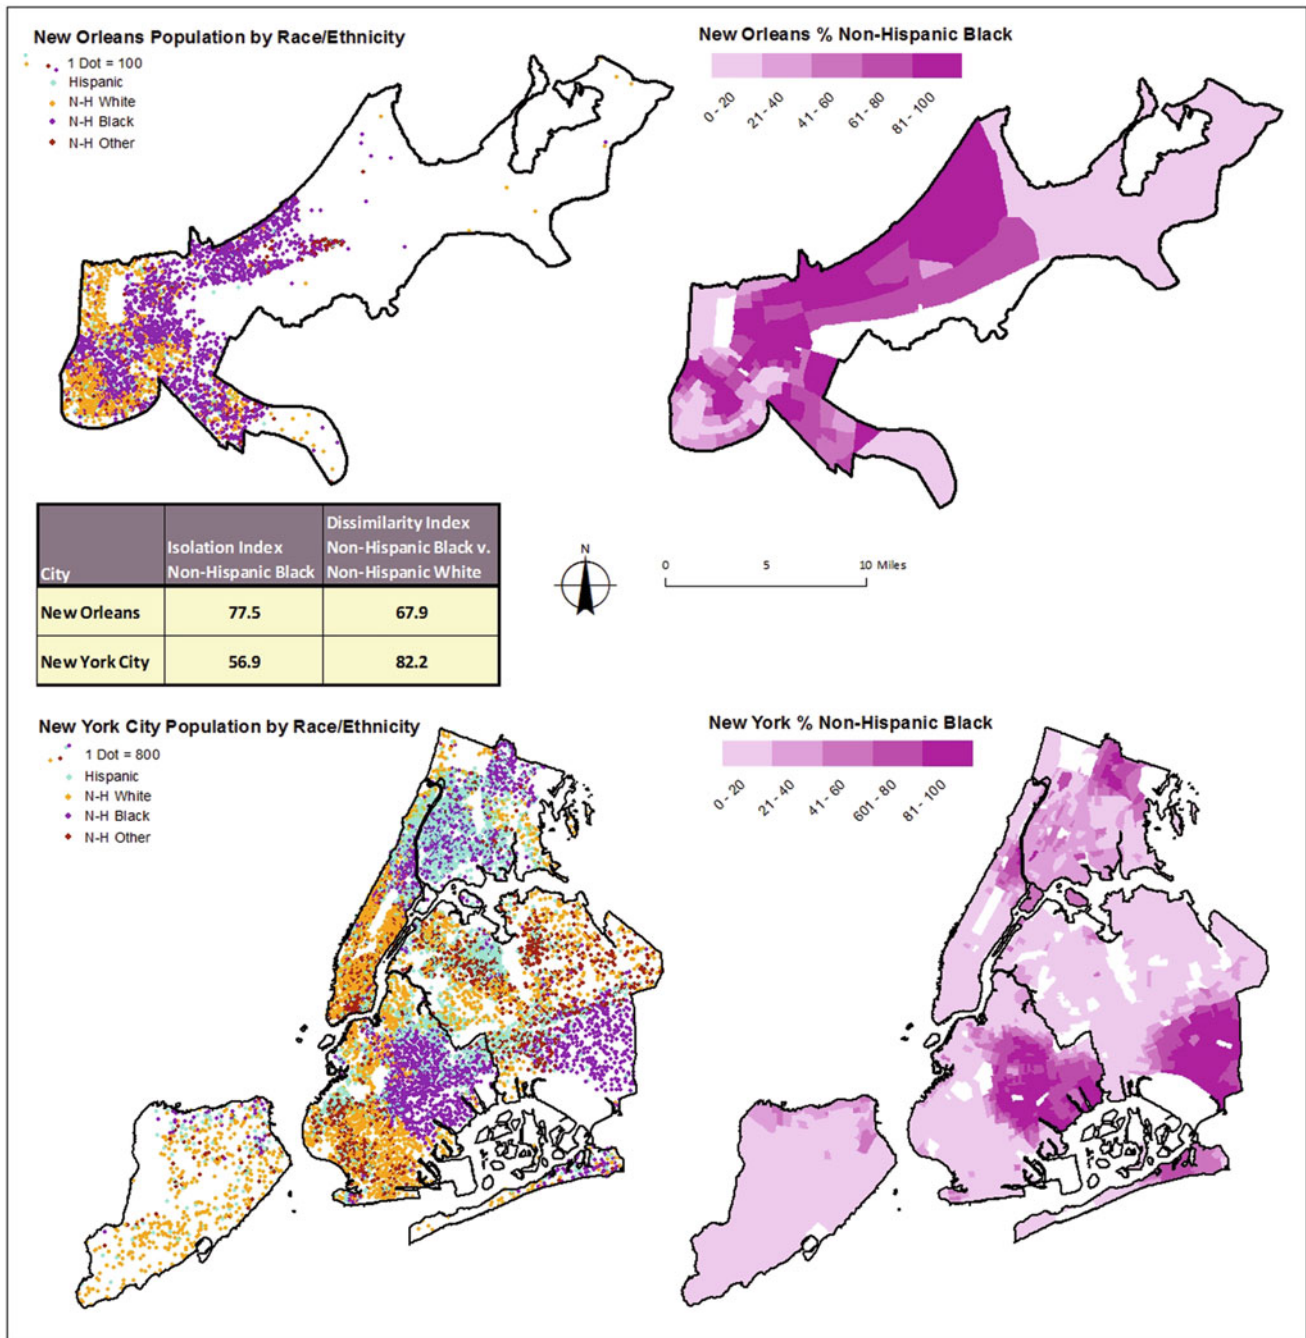 New Orleans Population by Race/Ethnicity
1 Dot = 100
Hispanic
N-H White
N-H Black
N-H Other
New Orleans % Non-Hispanic Black
0 - 20
21 - 40
41 - 60
61 - 80
81 - 100
City
Isolation Index
Non-Hispanic Black
Dissimilarity Index
Non-Hispanic Black v.
Non-Hispanic White
New Orleans 77.5 67.9
New York City 56.9 82.2
N
0 5 10 Miles
New York City Population by Race/Ethnicity
1 Dot = 800
Hispanic
N-H White
N-H Black
N-H Other
New York % Non-Hispanic Black
0 - 20
21 - 40
41 - 60
601 - 80
81 - 100